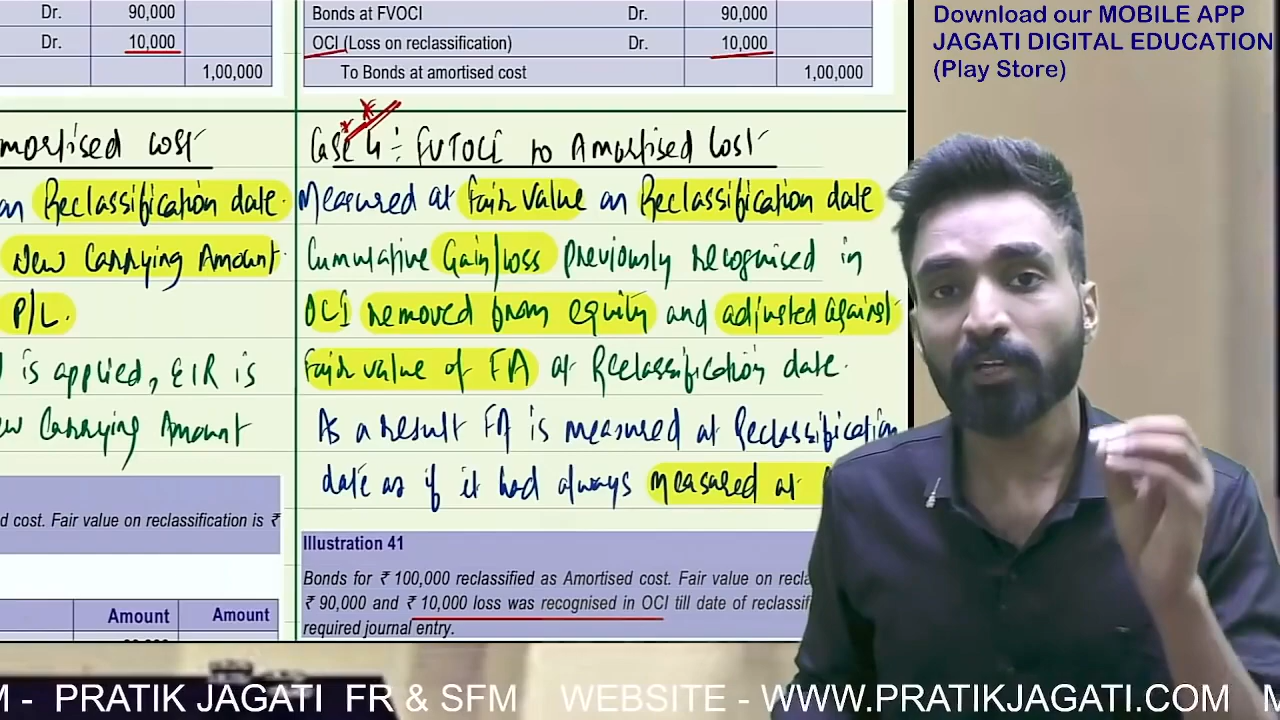 Dr. 90,000
Dr. 10,000
1,00,000
mortised cost
an Reclassification date.
New Carrying Amount
P/L.
is applied, EIR is
ew Carrying Amount
d cost. Fair value on reclassification is ₹
Amount Amount
Bonds at FVOCI Dr. 90,000
OCI (Loss on reclassification) Dr. 10,000
To Bonds at amortised cost 1,00,000
Case 4 :- FVTOCI to Amortised Cost
Measured at fair value on Reclassification date
Cumulative Gain/loss previously recognised in
OCI removed from equity and adjusted against
fair value of FA at Reclassification date.
As a result FA is measured at Reclassification
date as if it had always measured at
Illustration 41
Bonds for ₹ 100,000 reclassified as Amortised cost. Fair value on recla
₹ 90,000 and ₹ 10,000 loss was recognised in OCI till date of reclassif
required journal entry.
Download our MOBILE APP
JAGATI DIGITAL EDUCATION
(Play Store)
M - PRATIK JAGATI FR & SFM WEBSITE - WWW.PRATIKJAGATI.COM M